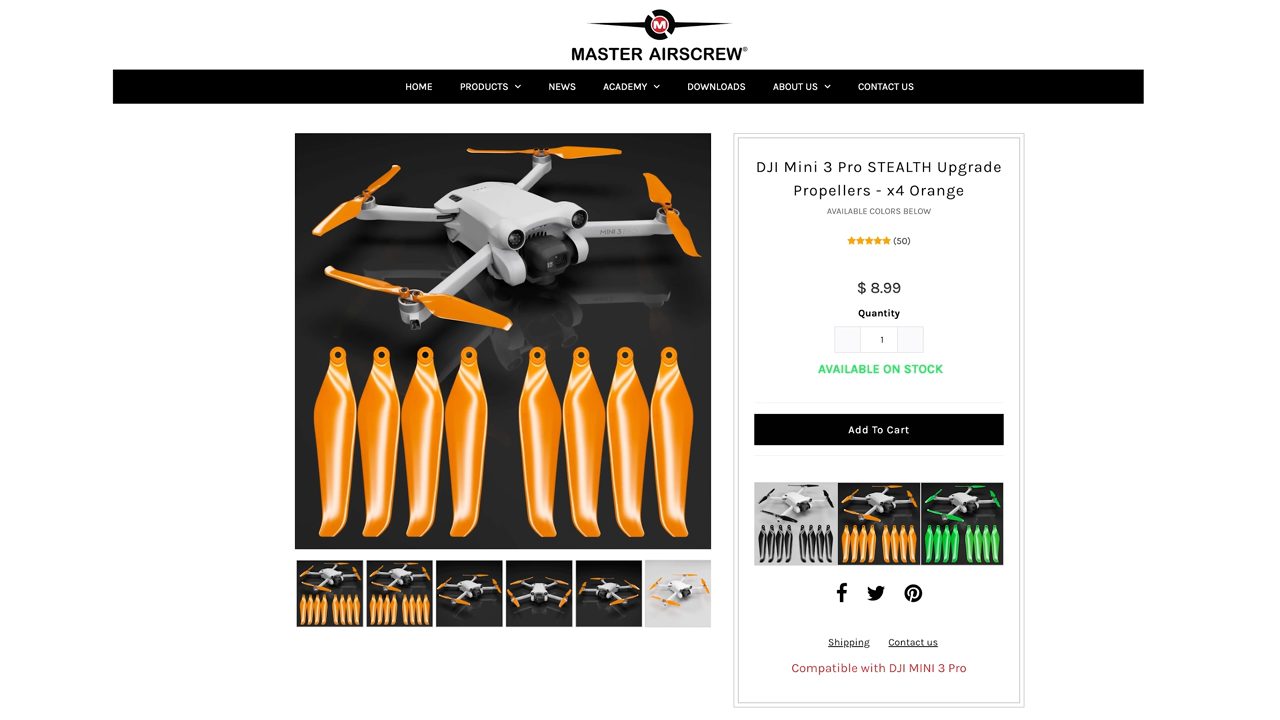 M
MASTER AIRSCREW®
HOME PRODUCTS NEWS ACADEMY DOWNLOADS ABOUT US CONTACT US
MINI 3
DJI Mini 3 Pro STEALTH Upgrade
Propellers - x4 Orange
AVAILABLE COLORS BELOW
(50)
$ 8.99
Quantity
1
AVAILABLE ON STOCK
Add To Cart
Shipping Contact us
Compatible with DJI MINI 3 Pro